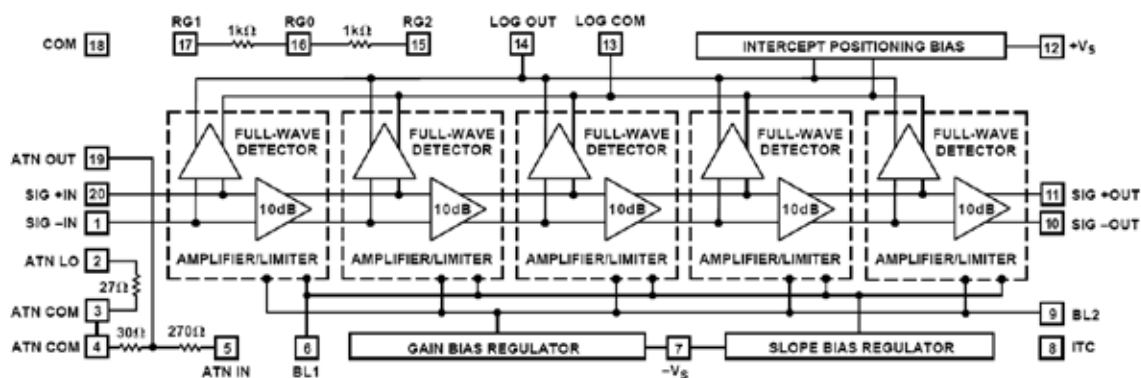 RG1 RG0 RG2 LOG OUT LOG COM
1kΩ 1kΩ
COM 18 17 16 15 14 13 INTERCEPT POSITIONING BIAS 12 +VS
FULL-WAVE DETECTOR FULL-WAVE DETECTOR FULL-WAVE DETECTOR FULL-WAVE DETECTOR FULL-WAVE DETECTOR
ATN OUT 19
SIG +IN 20 11 SIG +OUT
10dB 10dB 10dB 10dB 10dB
SIG –IN 1 10 SIG –OUT
AMPLIFIER/LIMITER AMPLIFIER/LIMITER AMPLIFIER/LIMITER AMPLIFIER/LIMITER AMPLIFIER/LIMITER
ATN LO 2
27Ω
ATN COM 3 9 BL2
30Ω 270Ω
ATN COM 4 5 6 GAIN BIAS REGULATOR 7 SLOPE BIAS REGULATOR 8 ITC
ATN IN BL1 –VS